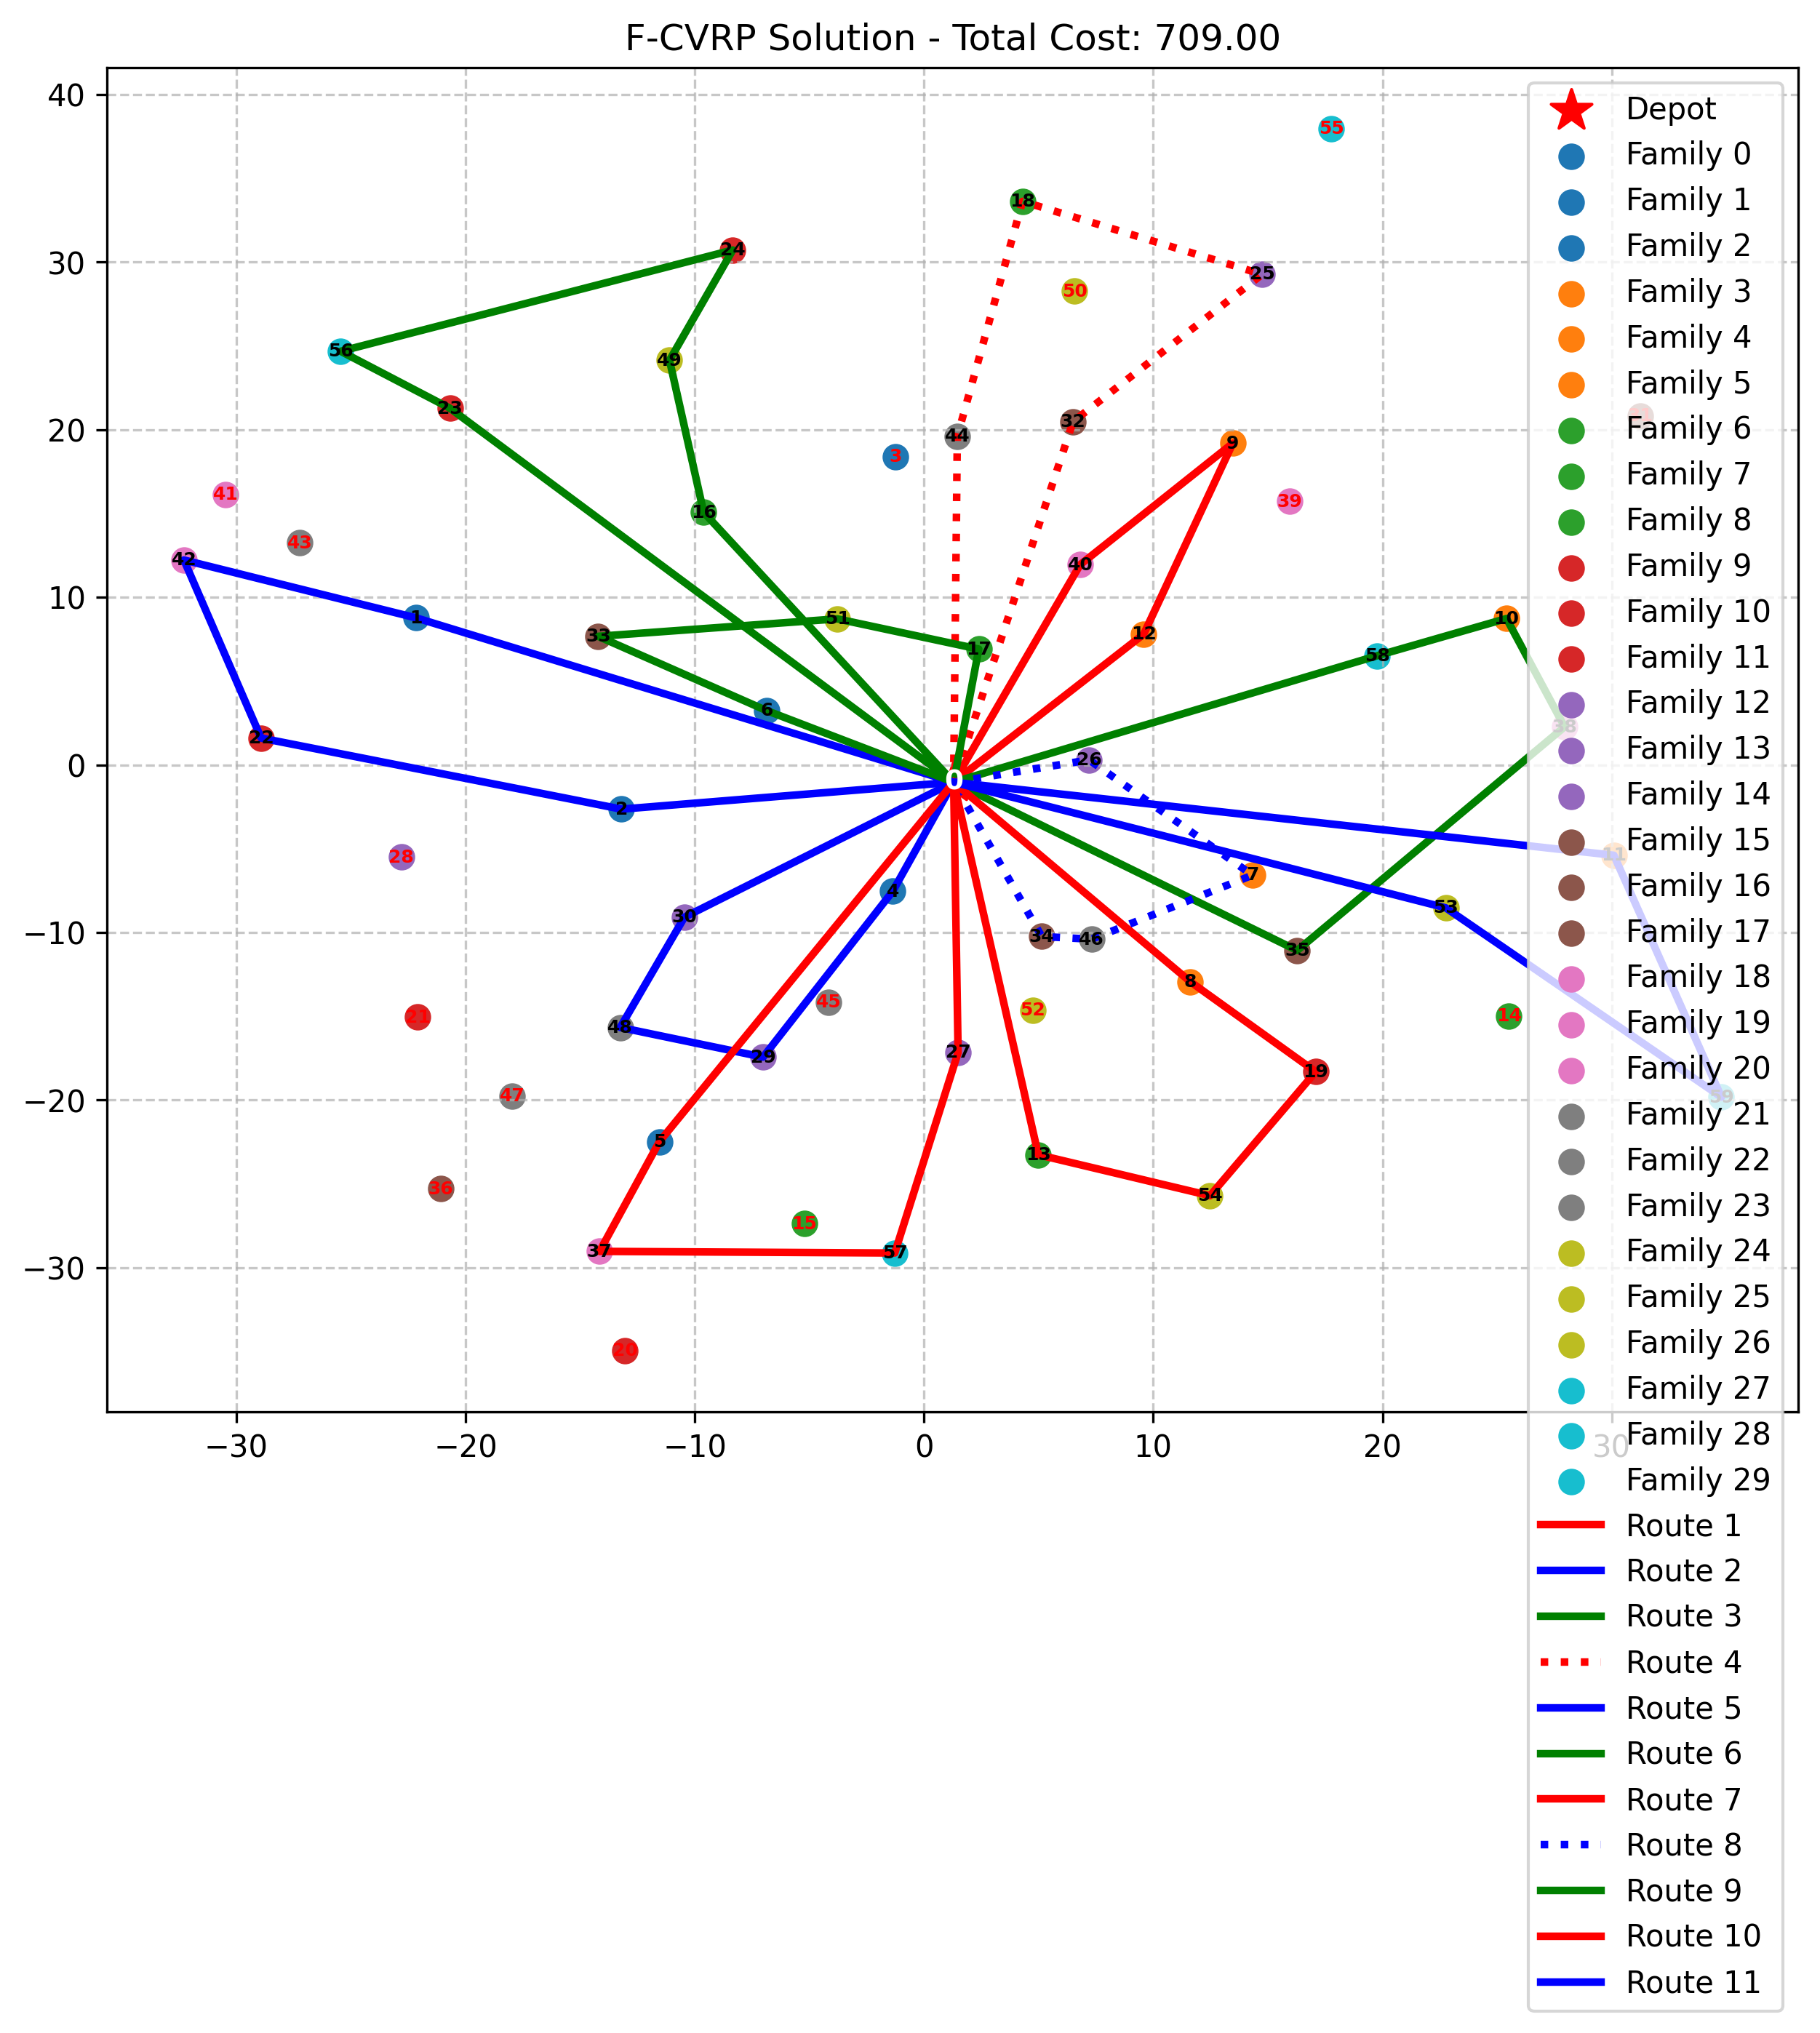 F-CVRP Solution - Total Cost: 709.00
40
30
20
10
0
−10
−20
−30
−30
−20
−10
0
10
20
30
55
18
24
25
50
56
49
23
32
44
9
3
41
39
16
43
42
40
1
51
12
10
33
17
58
6
38
26
0
2
11
28
7
4
53
30
34
46
35
45
52
14
21
48
27
29
19
47
59
5
13
36
54
15
37
57
20
Depot
Family 0
Family 1
Family 2
Family 3
Family 4
Family 5
Family 6
Family 7
Family 8
Family 9
Family 10
Family 11
Family 12
Family 13
Family 14
Family 15
Family 16
Family 17
Family 18
Family 19
Family 20
Family 21
Family 22
Family 23
Family 24
Family 25
Family 26
Family 27
Family 28
Family 29
Route 1
Route 2
Route 3
Route 4
Route 5
Route 6
Route 7
Route 8
Route 9
Route 10
Route 11